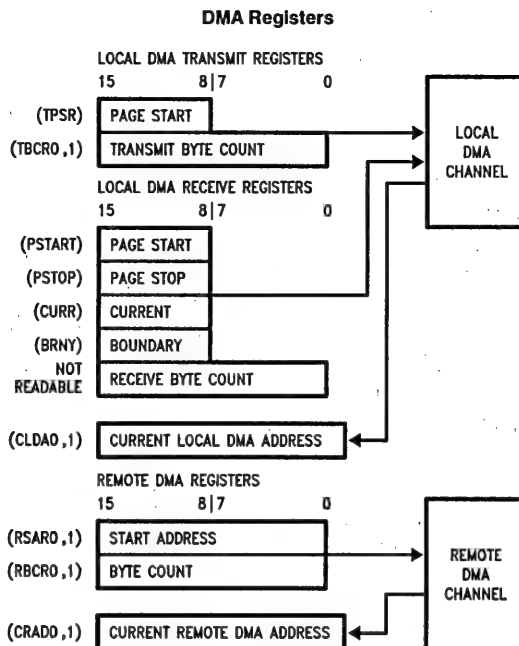 DMA Registers
LOCAL DMA TRANSMIT REGISTERS
15 8|7 0
(TPSR) PAGE START
(TBCR0,1) TRANSMIT BYTE COUNT
LOCAL DMA CHANNEL
LOCAL DMA RECEIVE REGISTERS
15 8|7 0
(PSTART) PAGE START
(PSTOP) PAGE STOP
(CURR) CURRENT
(BRNY) BOUNDARY
NOT READABLE RECEIVE BYTE COUNT
(CLDA0,1) CURRENT LOCAL DMA ADDRESS
REMOTE DMA REGISTERS
15 8|7 0
(RSAR0,1) START ADDRESS
(RBCR0,1) BYTE COUNT
REMOTE DMA CHANNEL
(CRAD0,1) CURRENT REMOTE DMA ADDRESS